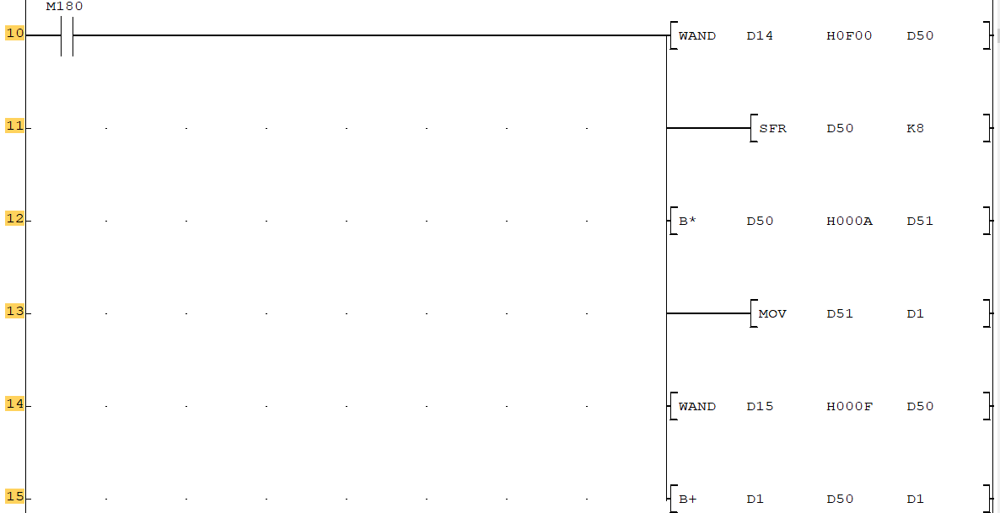 M180
10 WAND D14 H0F00 D50
11 SFR D50 K8
12 B* D50 H000A D51
13 MOV D51 D1
14 WAND D15 H000F D50
15 B+ D1 D50 D1